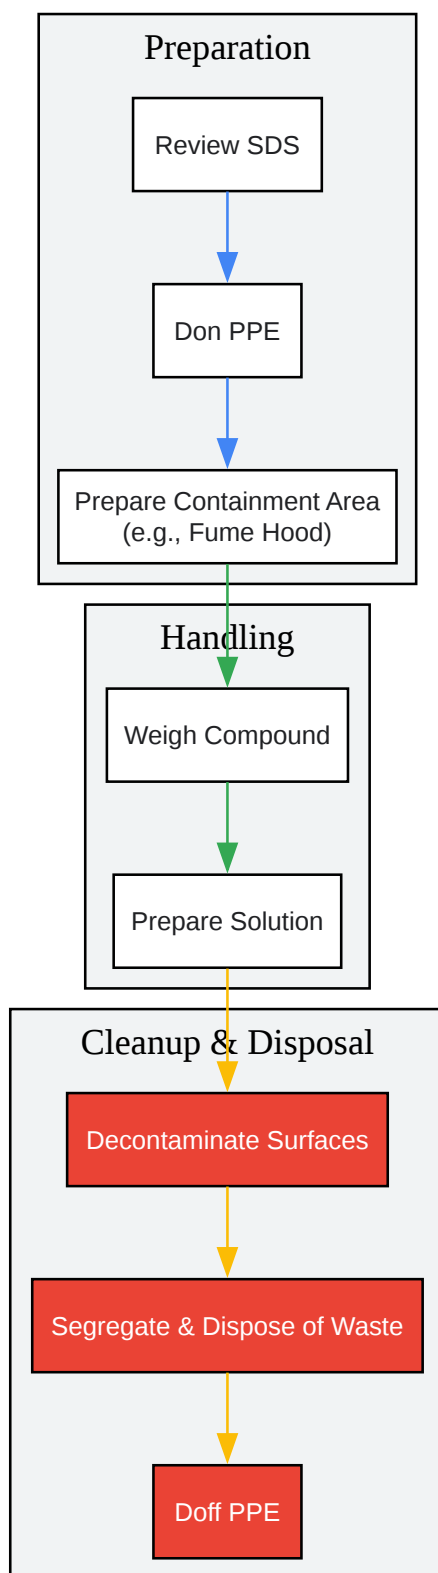 Preparation
Review SDS
Don PPE
Prepare Containment Area
(e.g., Fume Hood)
Handling
Weigh Compound
Prepare Solution
Cleanup & Disposal
Decontaminate Surfaces
Segregate & Dispose of Waste
Doff PPE